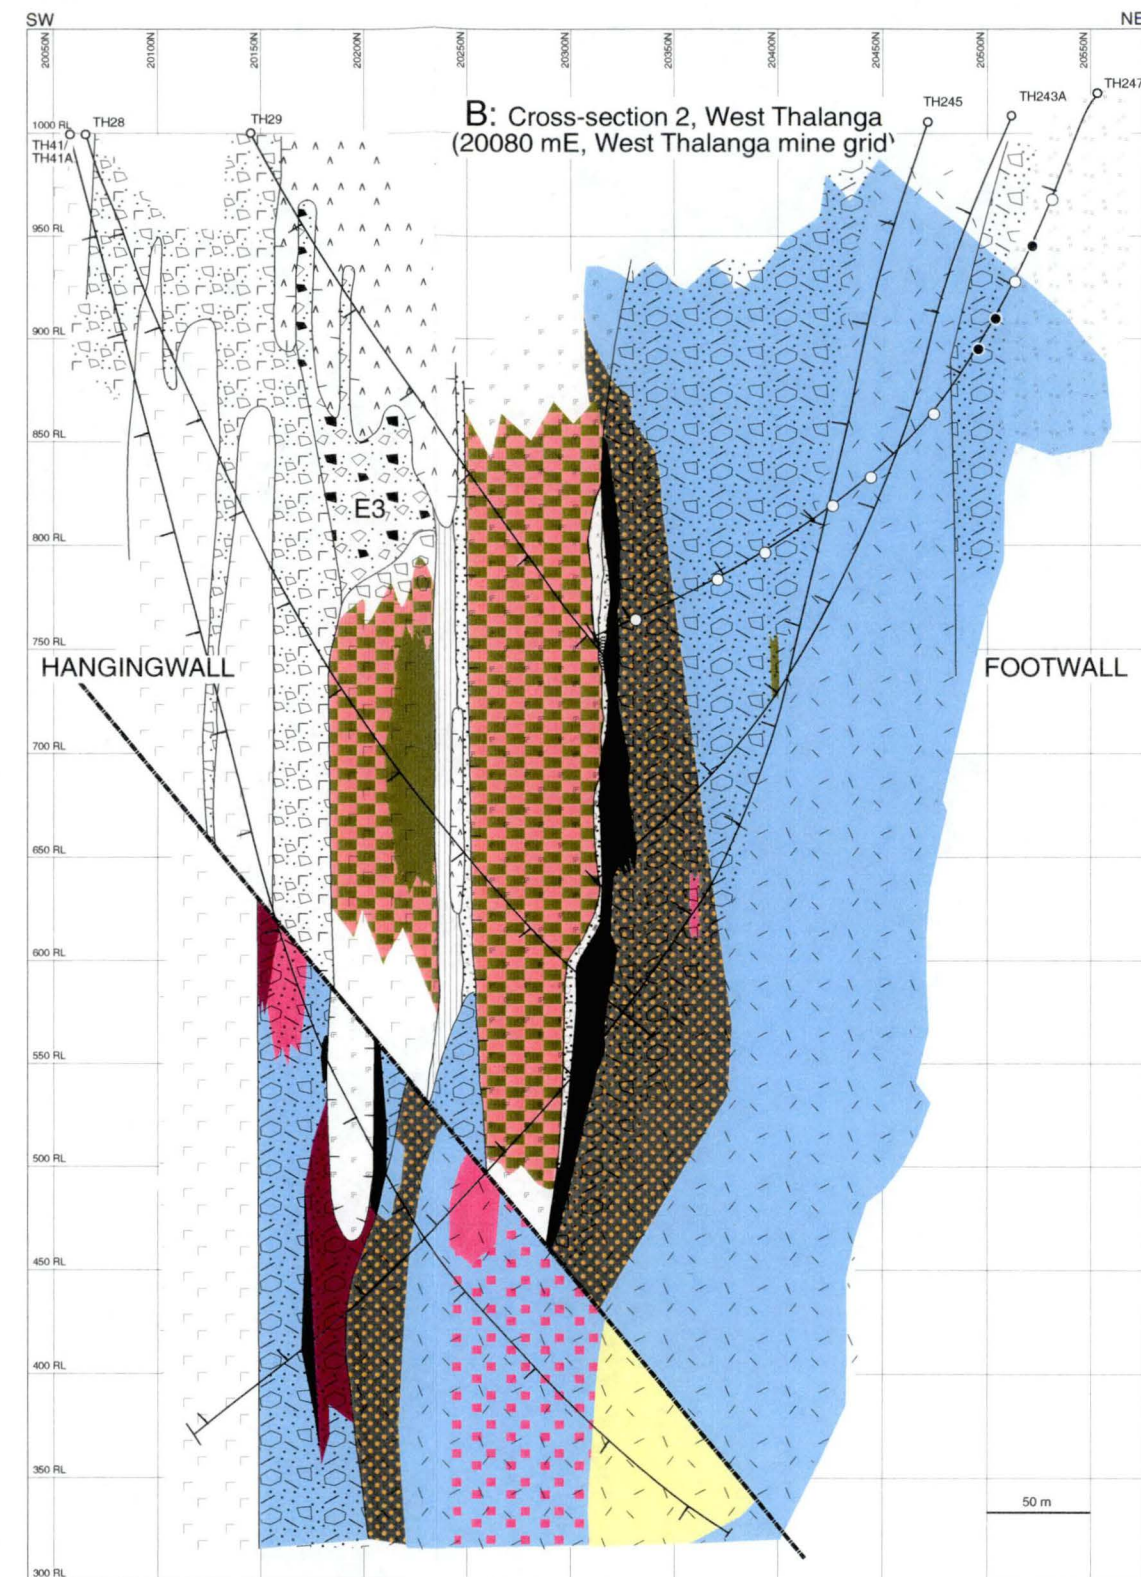 SW
NE
20050N
20100N
20150N
20200N
20250N
20300N
20350N
20400N
20450N
20500N
20550N
B: Cross-section 2, West Thalanga
(20080 mE, West Thalanga mine grid)
1000 RL
TH41/
TH41A
TH28
TH29
TH245
TH243A
TH247
950 RL
900 RL
850 RL
E3
800 RL
750 RL
HANGINGWALL
FOOTWALL
700 RL
650 RL
600 RL
550 RL
500 RL
450 RL
400 RL
350 RL
50 m
300 RL